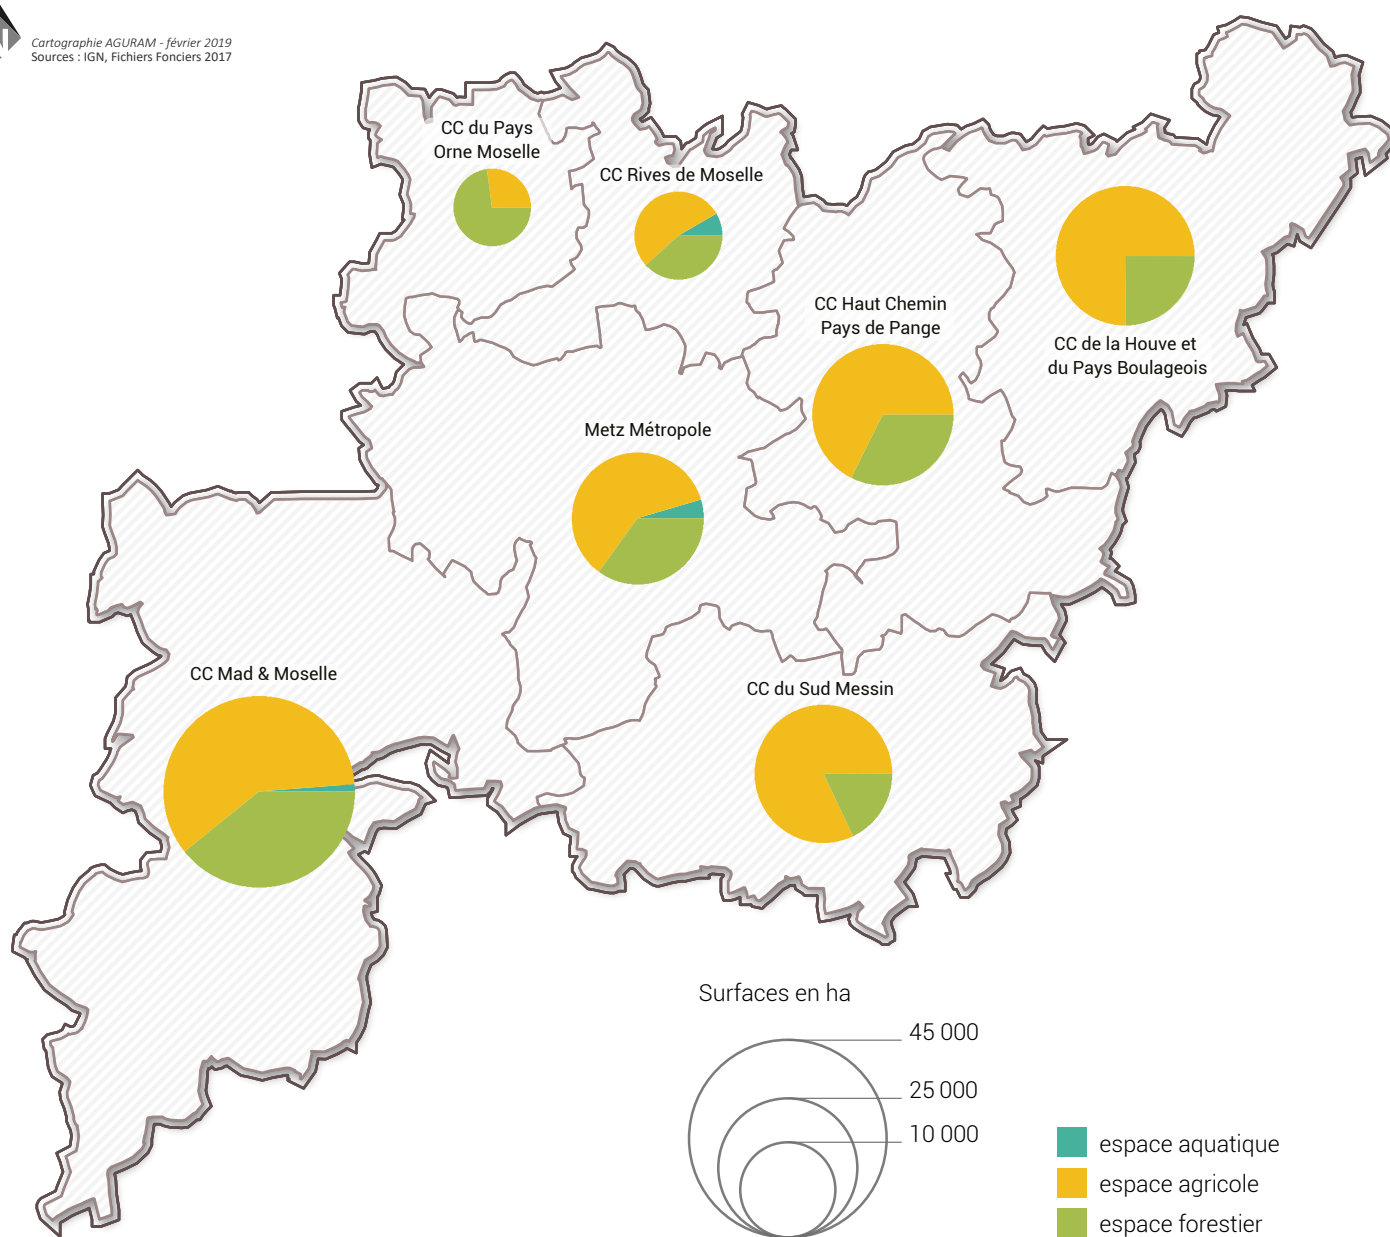 Cartographie AGURAM - février 2019
Sources : IGN, Fichiers Fonciers 2017
CC du Pays
Orne Moselle
CC Rives de Moselle
CC Haut Chemin
Pays de Pange
CC de la Houve et
du Pays Boulageois
Metz Métropole
CC Mad & Moselle
CC du Sud Messin
Surfaces en ha
45 000
25 000
10 000
espace aquatique
espace agricole
espace forestier